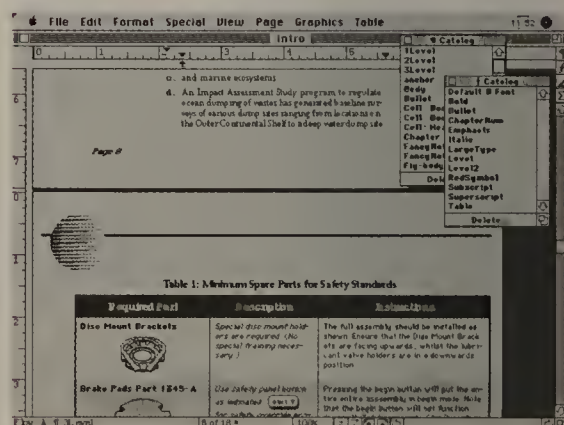 File Edit Format Special View Page Graphics Table
Intro
¶ Catalog
1Level
2Level
3Level
anchor
Body
Bullet
Chapter
Fig-body
f Catalog
Default ¶ Font
Bold
Bullet
ChapterNum
Emphasis
Italic
LargeType
Level
Level2
RedSymbol
Subscript
Superscript
Table
Delete
c. and marine ecosystems
d. An Impact Assessment Study program to regulate
ocean dumping of wastes has generated baseline sur-
veys of various dump sites ranging from locations on
the Outer Continental Shelf to a deep water dump site
Page 8
Table 1: Minimum Spare Parts for Safety Standards
Required Part Description Instructions
Disc Mount Brackets
Special disc mount hold-
ers are required. (No
special training neces-
sary.)
The full assembly should be installed as
shown. Ensure that the Disc Mount Brack
ets are facing upwards, whilst the lubri-
cant valve holders are in a downwards
position
Brake Pads Part 1345-A
Use safety panel button
as indicated
Pressing the begin button will put the en-
tire entire assembly in begin mode. Note
that the begin button will set function
100%